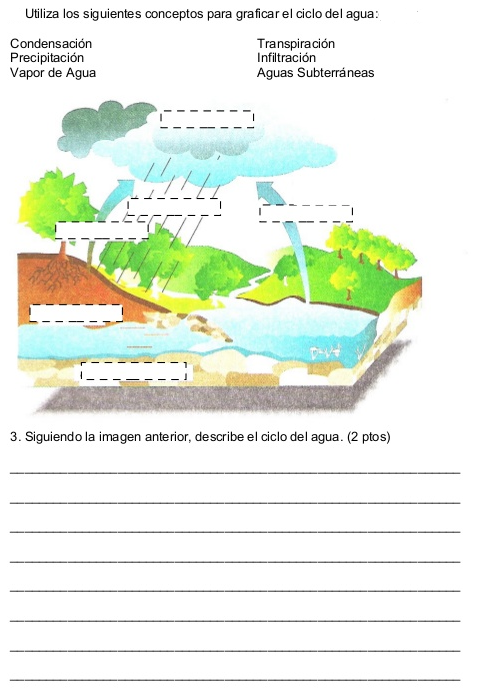 Utiliza los siguientes conceptos para graficar el ciclo del agua:
Condensación
Precipitación
Vapor de Agua
Transpiración
Infiltración
Aguas Subterráneas
3. Siguiendo la imagen anterior, describe el ciclo del agua. (2 ptos)